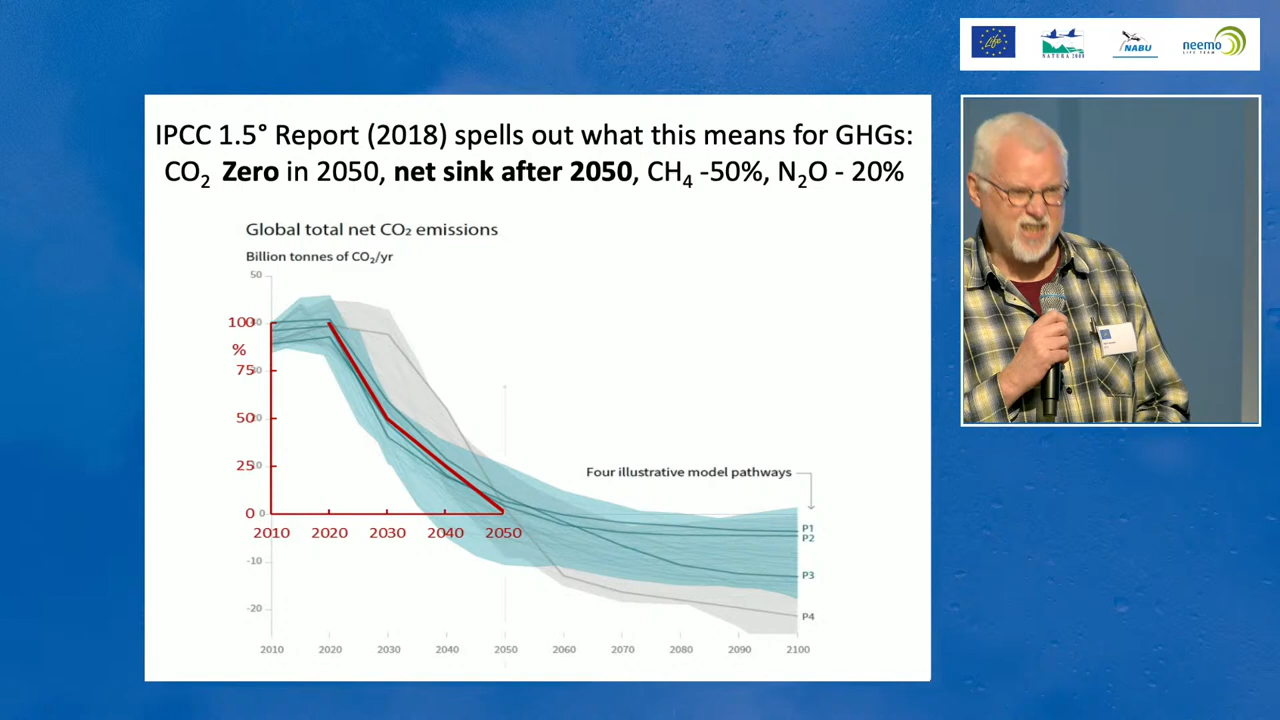 Life
NATURA 2000
NABU
neemo
LIFE TEAM
IPCC 1.5° Report (2018) spells out what this means for GHGs:
CO₂ Zero in 2050, net sink after 2050, CH₄ -50%, N₂O - 20%
Global total net CO₂ emissions
Billion tonnes of CO₂/yr
50
100
%
75
50
25
0
0
-10
-20
2010 2020 2030 2040 2050
Four illustrative model pathways
P1
P2
P3
P4
2010 2020 2030 2040 2050 2060 2070 2080 2090 2100